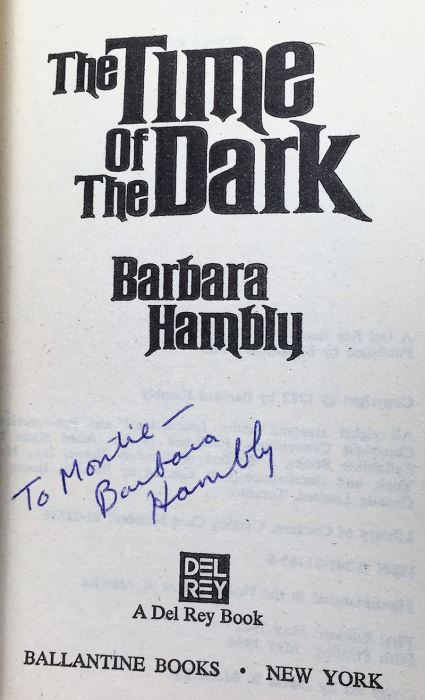 The Time
Of
The Dark
Barbara
Hambly
To Montie —
Barbara
Hambly
DEL
REY
A Del Rey Book
BALLANTINE BOOKS • NEW YORK